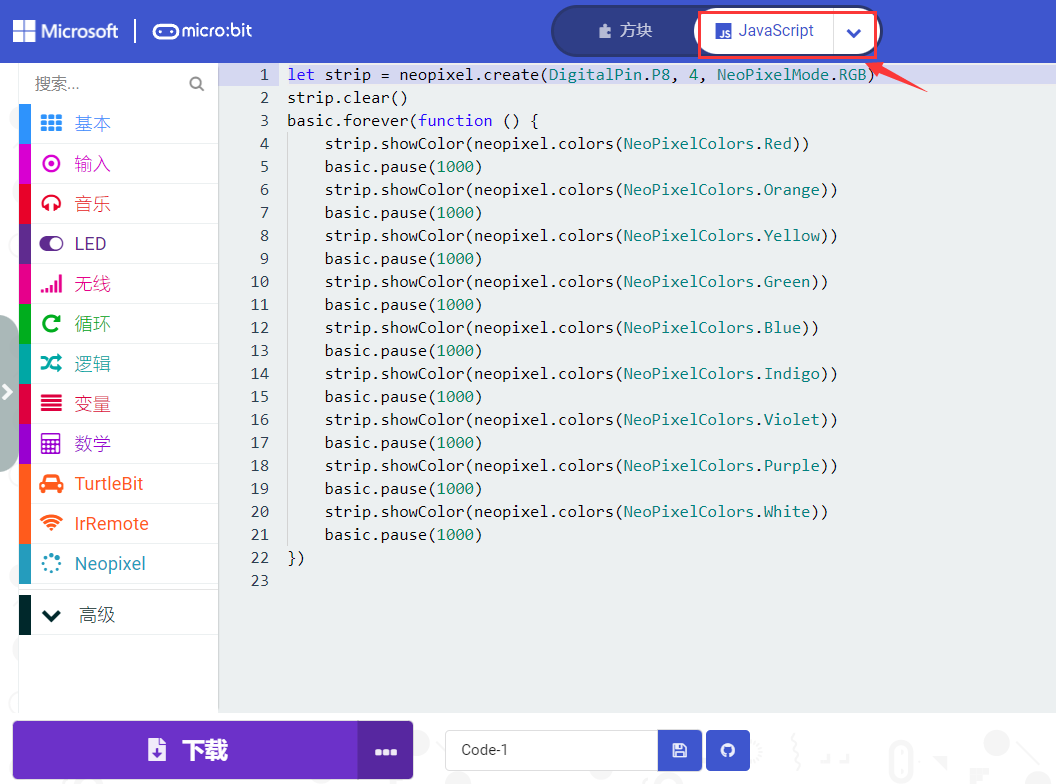 Microsoft micro:bit 方块 JavaScript
搜索...
基本
输入
音乐
LED
无线
循环
逻辑
变量
数学
TurtleBit
IrRemote
Neopixel
高级
1 let strip = neopixel.create(DigitalPin.P8, 4, NeoPixelMode.RGB)
2 strip.clear()
3 basic.forever(function () {
4 strip.showColor(neopixel.colors(NeoPixelColors.Red))
5 basic.pause(1000)
6 strip.showColor(neopixel.colors(NeoPixelColors.Orange))
7 basic.pause(1000)
8 strip.showColor(neopixel.colors(NeoPixelColors.Yellow))
9 basic.pause(1000)
10 strip.showColor(neopixel.colors(NeoPixelColors.Green))
11 basic.pause(1000)
12 strip.showColor(neopixel.colors(NeoPixelColors.Blue))
13 basic.pause(1000)
14 strip.showColor(neopixel.colors(NeoPixelColors.Indigo))
15 basic.pause(1000)
16 strip.showColor(neopixel.colors(NeoPixelColors.Violet))
17 basic.pause(1000)
18 strip.showColor(neopixel.colors(NeoPixelColors.Purple))
19 basic.pause(1000)
20 strip.showColor(neopixel.colors(NeoPixelColors.White))
21 basic.pause(1000)
22 })
23
下载 Code-1